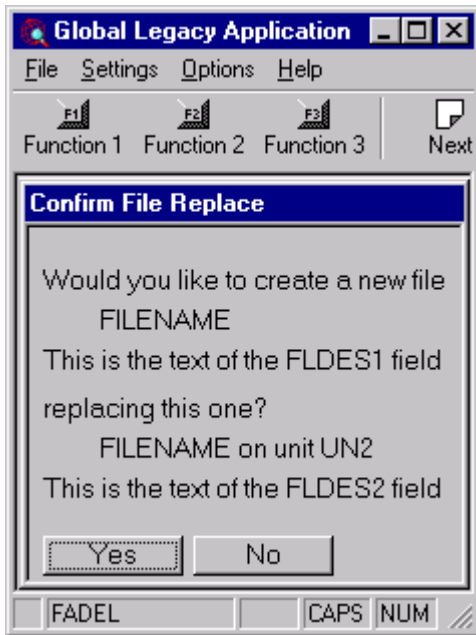 Global Legacy Application
File Settings Options Help
F1 F2 F3
Function 1 Function 2 Function 3 Next
Confirm File Replace
Would you like to create a new file
FILENAME
This is the text of the FLDES1 field
replacing this one?
FILENAME on unit UN2
This is the text of the FLDES2 field
Yes No
FADEL CAPS NUM